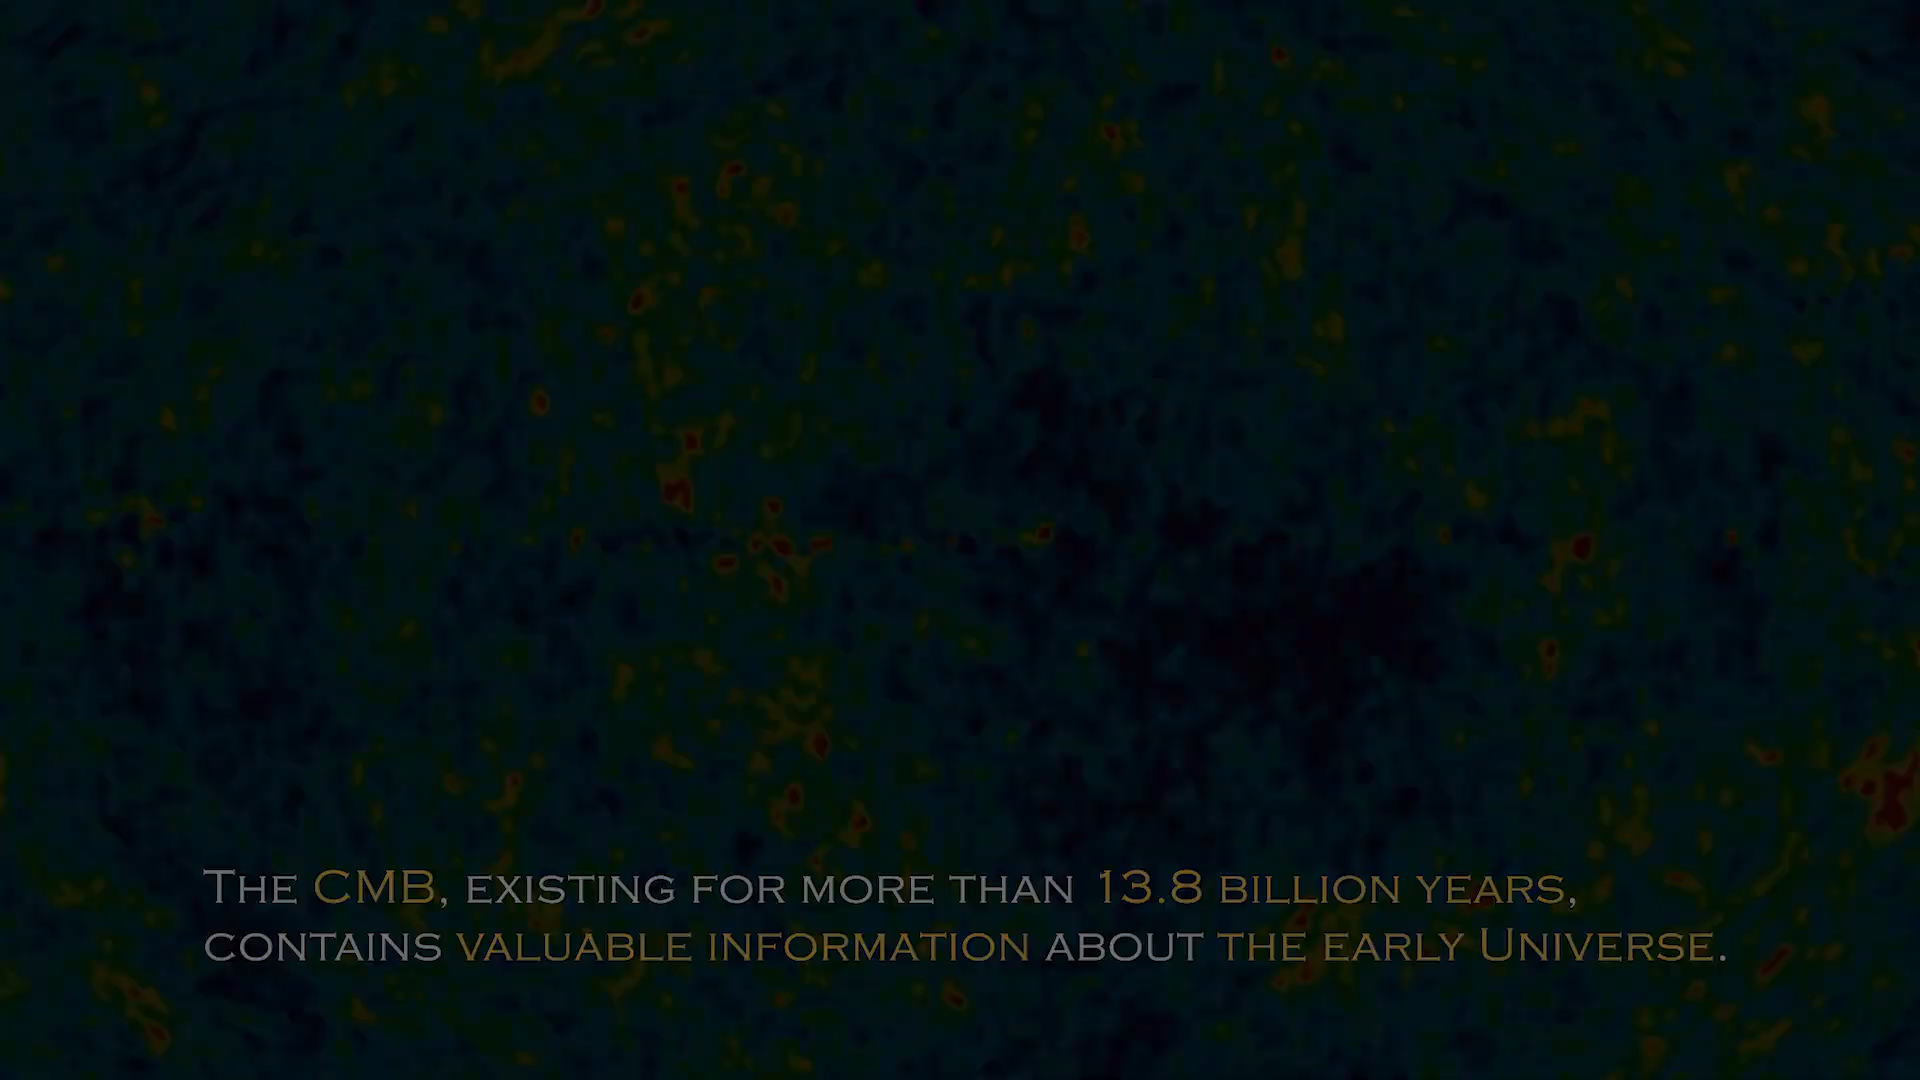 The CMB, existing for more than 13.8 billion years,
contains valuable information about the early Universe.